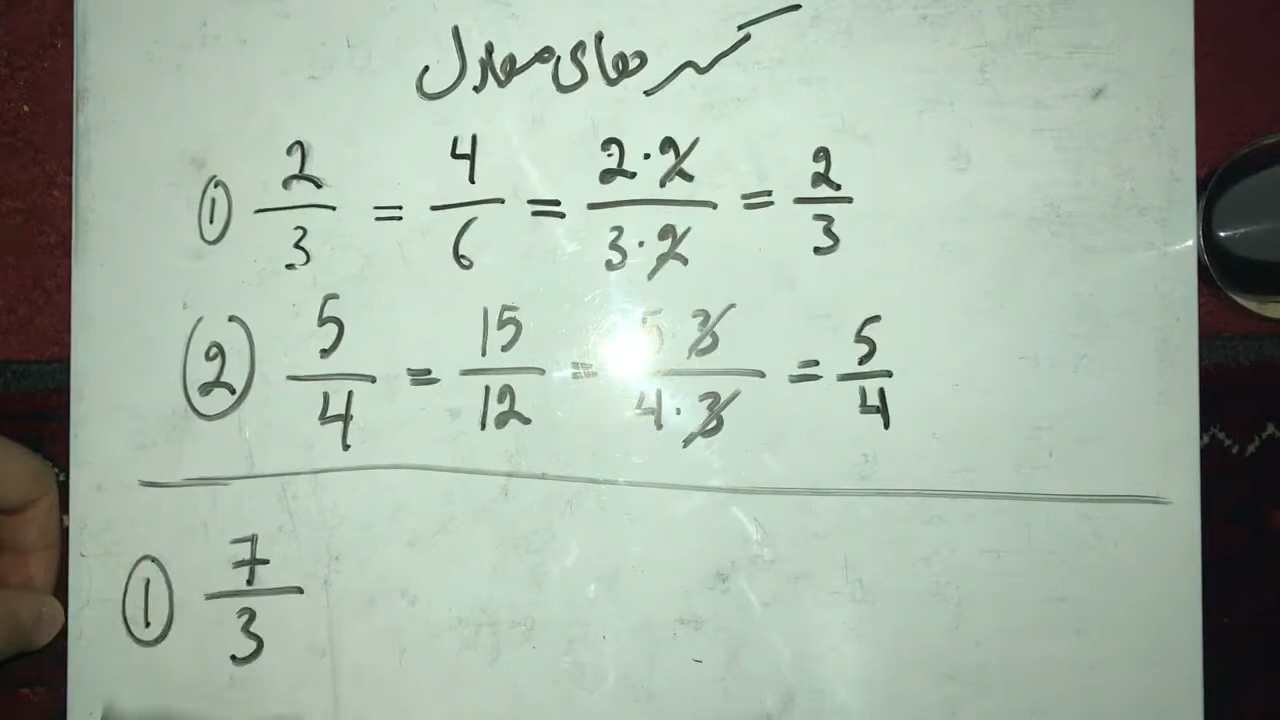 کسرهای معادل
① 2/3 = 4/6 = 2·2/3·2 = 2/3
② 5/4 = 15/12 = 5 3/4·3 = 5/4
① 7/3